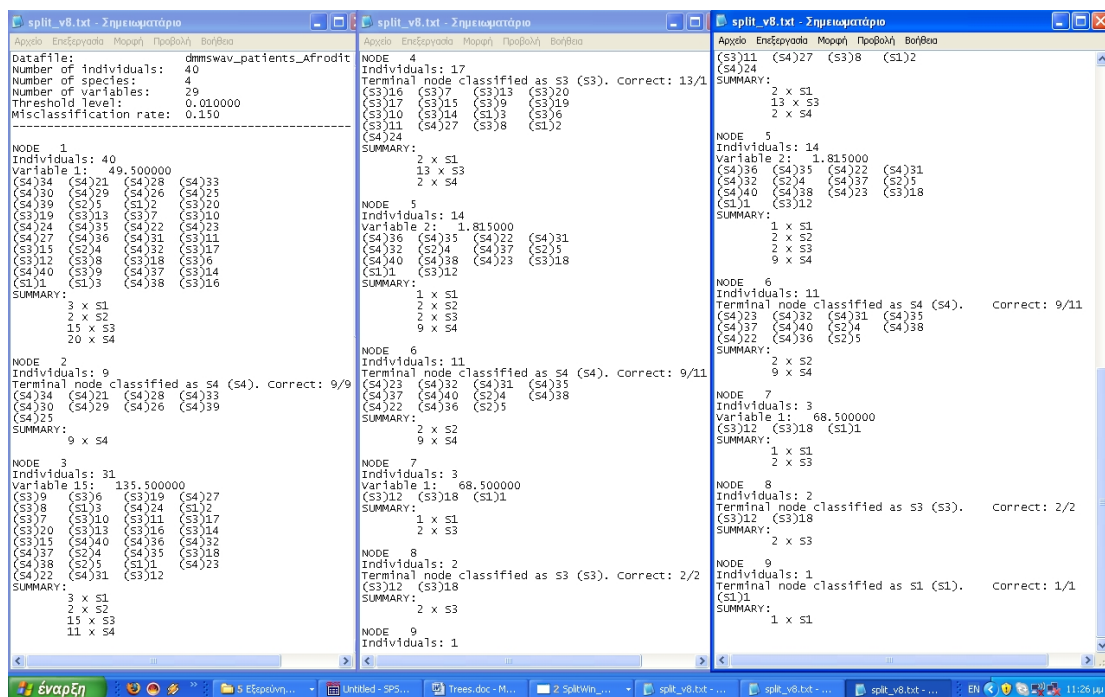 split_v8.txt - Σημειωματάριο
Αρχείο Επεξεργασία Μορφή Προβολή Βοήθεια
Datafile: dmmswav_patients_Afrodit
Number of individuals: 40
Number of species: 4
Number of variables: 29
Threshold level: 0.010000
Misclassification rate: 0.150
--------------------------------------------------
NODE 1
Individuals: 40
Variable 1: 49.500000
(S4)34 (S4)21 (S4)28 (S4)33
(S4)30 (S4)29 (S4)26 (S4)25
(S4)39 (S2)5 (S1)2 (S3)20
(S3)19 (S3)13 (S3)7 (S3)10
(S4)24 (S4)35 (S4)22 (S4)23
(S4)27 (S4)36 (S4)31 (S3)11
(S3)15 (S2)4 (S4)32 (S3)17
(S3)12 (S3)8 (S3)18 (S3)6
(S4)40 (S3)9 (S4)37 (S3)14
(S1)1 (S1)3 (S4)38 (S3)16
SUMMARY:
3 x S1
2 x S2
15 x S3
20 x S4
NODE 2
Individuals: 9
Terminal node classified as S4 (S4). Correct: 9/9
(S4)34 (S4)21 (S4)28 (S4)33
(S4)30 (S4)29 (S4)26 (S4)39
(S4)25
SUMMARY:
9 x S4
NODE 3
Individuals: 31
Variable 15: 135.500000
(S3)9 (S3)6 (S3)19 (S4)27
(S3)8 (S1)3 (S4)24 (S1)2
(S3)7 (S3)10 (S3)11 (S3)17
(S3)20 (S3)13 (S3)16 (S3)14
(S3)15 (S4)40 (S4)36 (S4)32
(S4)37 (S2)4 (S4)35 (S3)18
(S4)38 (S2)5 (S1)1 (S4)23
(S4)22 (S4)31 (S3)12
SUMMARY:
3 x S1
2 x S2
15 x S3
11 x S4
split_v8.txt - Σημειωματάριο
Αρχείο Επεξεργασία Μορφή Προβολή Βοήθεια
NODE 4
Individuals: 17
Terminal node classified as S3 (S3). Correct: 13/1
(S3)16 (S3)7 (S3)13 (S3)20
(S3)17 (S3)15 (S3)9 (S3)19
(S3)10 (S3)14 (S1)3 (S3)6
(S3)11 (S4)27 (S3)8 (S1)2
(S4)24
SUMMARY:
2 x S1
13 x S3
2 x S4
NODE 5
Individuals: 14
Variable 2: 1.815000
(S4)36 (S4)35 (S4)22 (S4)31
(S4)32 (S2)4 (S4)37 (S2)5
(S4)40 (S4)38 (S4)23 (S3)18
(S1)1 (S3)12
SUMMARY:
1 x S1
2 x S2
2 x S3
9 x S4
NODE 6
Individuals: 11
Terminal node classified as S4 (S4). Correct: 9/11
(S4)23 (S4)32 (S4)31 (S4)35
(S4)37 (S4)40 (S2)4 (S4)38
(S4)22 (S4)36 (S2)5
SUMMARY:
2 x S2
9 x S4
NODE 7
Individuals: 3
Variable 1: 68.500000
(S3)12 (S3)18 (S1)1
SUMMARY:
1 x S1
2 x S3
NODE 8
Individuals: 2
Terminal node classified as S3 (S3). Correct: 2/2
(S3)12 (S3)18
SUMMARY:
2 x S3
NODE 9
Individuals: 1
split_v8.txt - Σημειωματάριο
Αρχείο Επεξεργασία Μορφή Προβολή Βοήθεια
(S3)11 (S4)27 (S3)8 (S1)2
(S4)24
SUMMARY:
2 x S1
13 x S3
2 x S4
NODE 5
Individuals: 14
Variable 2: 1.815000
(S4)36 (S4)35 (S4)22 (S4)31
(S4)32 (S2)4 (S4)37 (S2)5
(S4)40 (S4)38 (S4)23 (S3)18
(S1)1 (S3)12
SUMMARY:
1 x S1
2 x S2
2 x S3
9 x S4
NODE 6
Individuals: 11
Terminal node classified as S4 (S4). Correct: 9/11
(S4)23 (S4)32 (S4)31 (S4)35
(S4)37 (S4)40 (S2)4 (S4)38
(S4)22 (S4)36 (S2)5
SUMMARY:
2 x S2
9 x S4
NODE 7
Individuals: 3
Variable 1: 68.500000
(S3)12 (S3)18 (S1)1
SUMMARY:
1 x S1
2 x S3
NODE 8
Individuals: 2
Terminal node classified as S3 (S3). Correct: 2/2
(S3)12 (S3)18
SUMMARY:
2 x S3
NODE 9
Individuals: 1
Terminal node classified as S1 (S1). Correct: 1/1
(S1)1
SUMMARY:
1 x S1
έναρξη » 5 Εξερεύνη... Untitled - SPS... Trees.doc - M... 2 SplitWin_... split_v8.txt -... split_v8.txt -... split_v8.txt -... EN 11:26 μμ